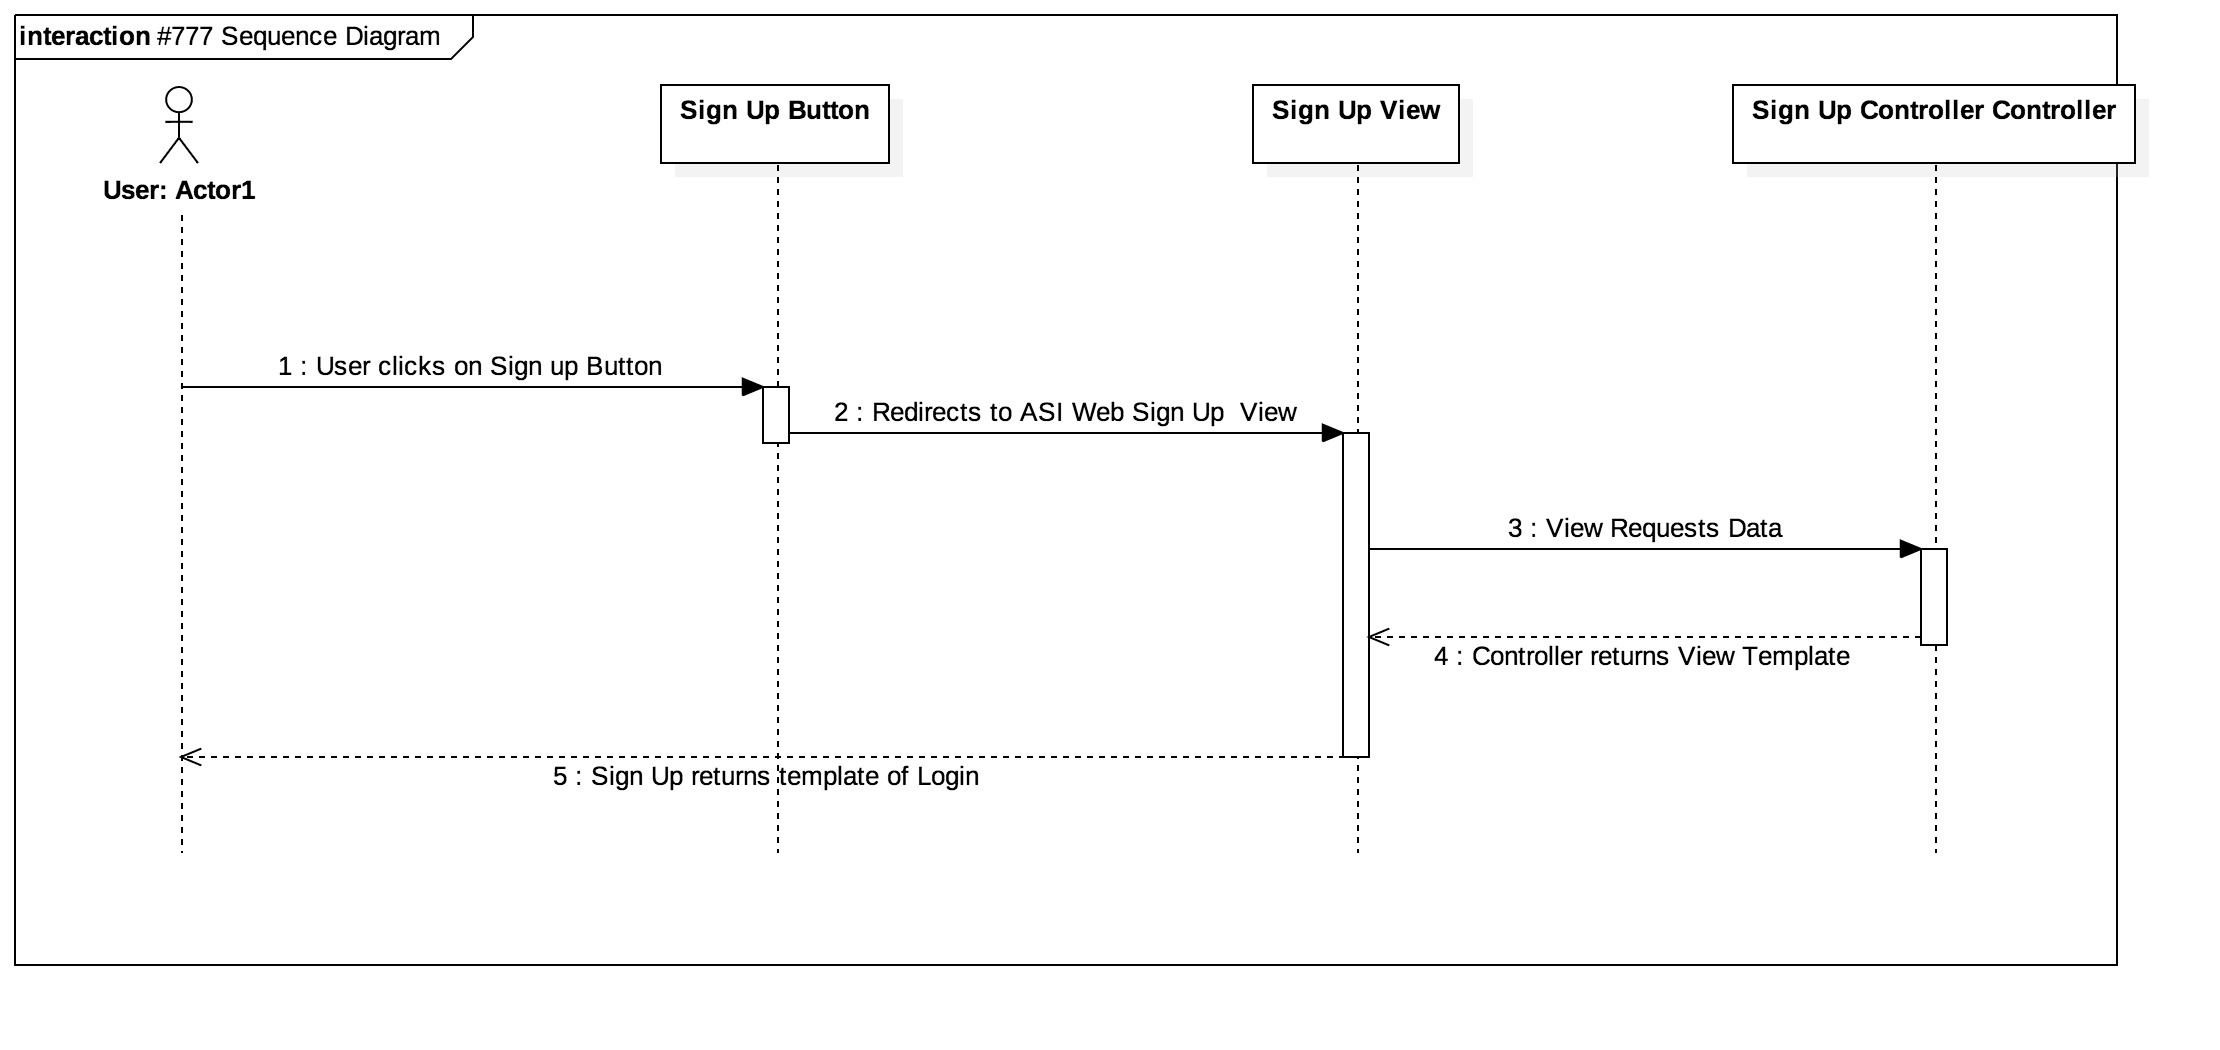 interaction #777 Sequence Diagram
User: Actor1
Sign Up Button
Sign Up View
Sign Up Controller Controller
1 : User clicks on Sign up Button
2 : Redirects to ASI Web Sign Up  View
3 : View Requests Data
4 : Controller returns View Template
5 : Sign Up returns template of Login